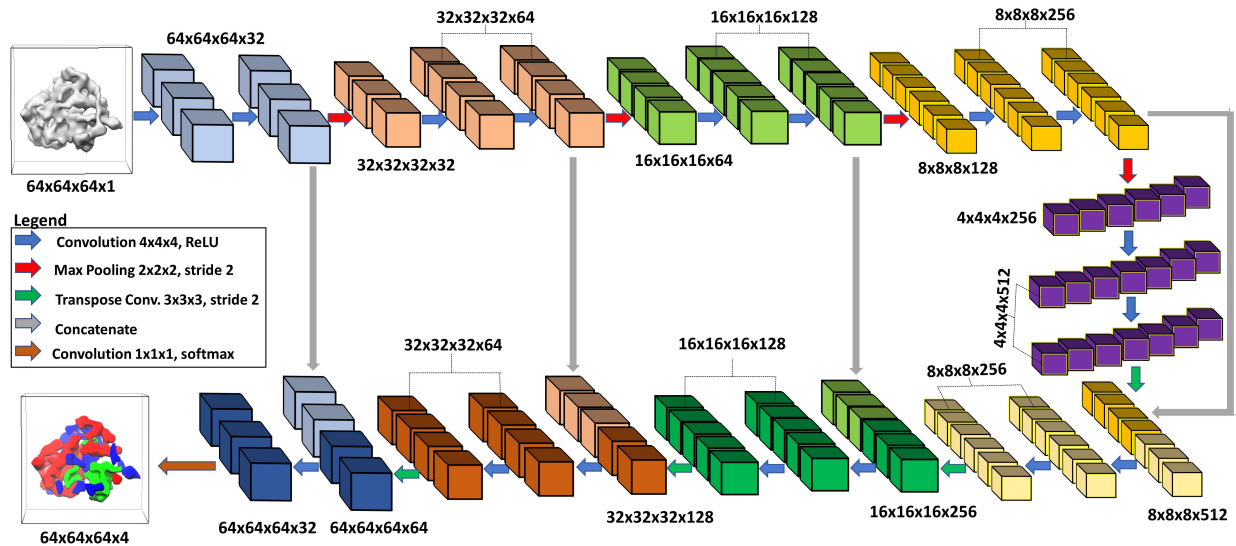 32x32x32x64
16x16x16x128
8x8x8x256
64x64x64x32
32x32x32x32
16x16x16x64
8x8x8x128
64x64x64x1
4x4x4x256
Legend
Convolution 4x4x4, ReLU
Max Pooling 2x2x2, stride 2
Transpose Conv. 3x3x3, stride 2
Concatenate
Convolution 1x1x1, softmax
4x4x4x512
32x32x32x64
16x16x16x128
8x8x8x256
64x64x64x4
64x64x64x32
64x64x64x64
32x32x32x128
16x16x16x256
8x8x8x512